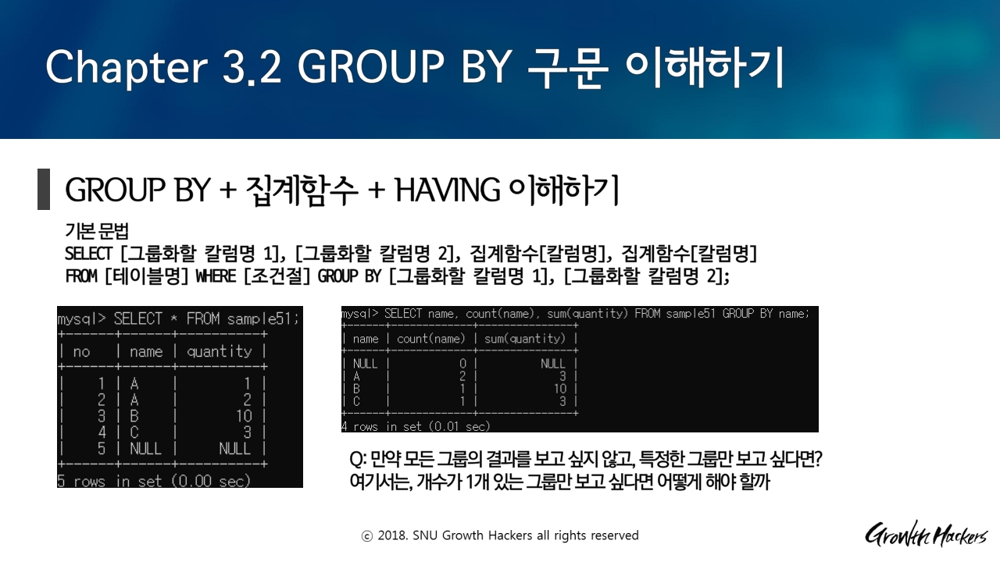 Chapter 3.2 GROUP BY 구문 이해하기
GROUP BY + 집계함수 + HAVING 이해하기
기본 문법
SELECT [그룹화할 칼럼명 1], [그룹화할 칼럼명 2], 집계함수[칼럼명], 집계함수[칼럼명]
FROM [테이블명] WHERE [조건절] GROUP BY [그룹화할 칼럼명 1], [그룹화할 칼럼명 2];
mysql> SELECT * FROM sample51;
+------+------+----------+
| no   | name | quantity |
+------+------+----------+
|    1 | A    |        1 |
|    2 | A    |        2 |
|    3 | B    |       10 |
|    4 | C    |        3 |
|    5 | NULL |     NULL |
+------+------+----------+
5 rows in set (0.00 sec)
mysql> SELECT name, count(name), sum(quantity) FROM sample51 GROUP BY name;
+------+-------------+---------------+
| name | count(name) | sum(quantity) |
+------+-------------+---------------+
| NULL |           0 |          NULL |
| A    |           2 |             3 |
| B    |           1 |            10 |
| C    |           1 |             3 |
+------+-------------+---------------+
4 rows in set (0.01 sec)
Q: 만약 모든 그룹의 결과를 보고 싶지 않고, 특정한 그룹만 보고 싶다면?
여기서는, 개수가 1개 있는 그룹만 보고 싶다면 어떻게 해야 할까
ⓒ 2018. SNU Growth Hackers all rights reserved
Growth Hackers